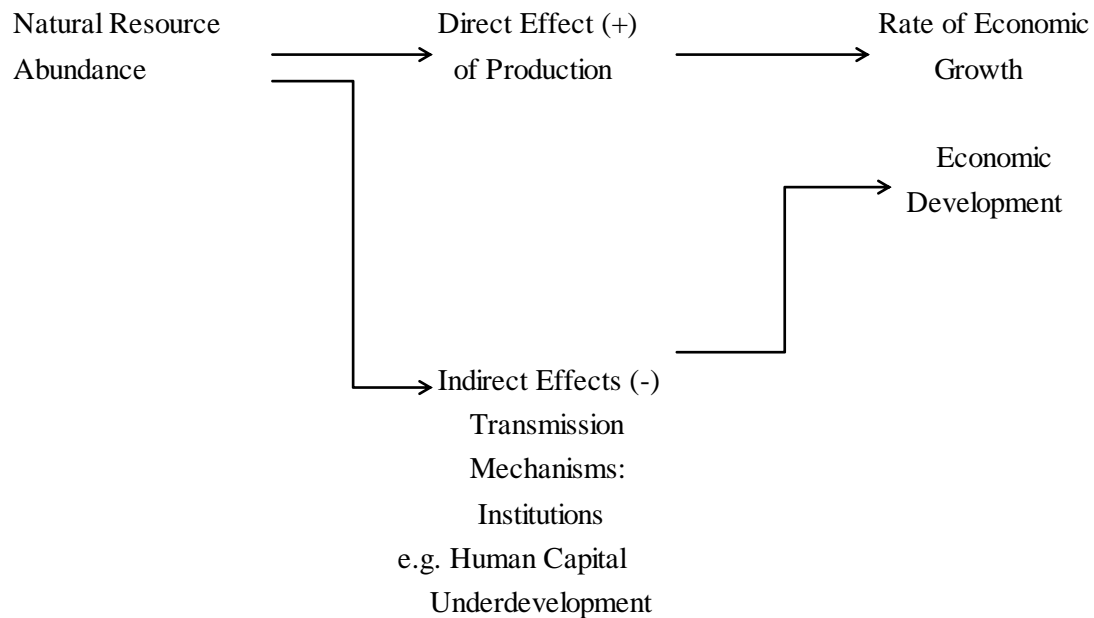 Natural Resource
Abundance
Direct Effect (+)
of Production
Rate of Economic
Growth
Economic
Development
Indirect Effects (-)
Transmission
Mechanisms:
Institutions
e.g. Human Capital
Underdevelopment